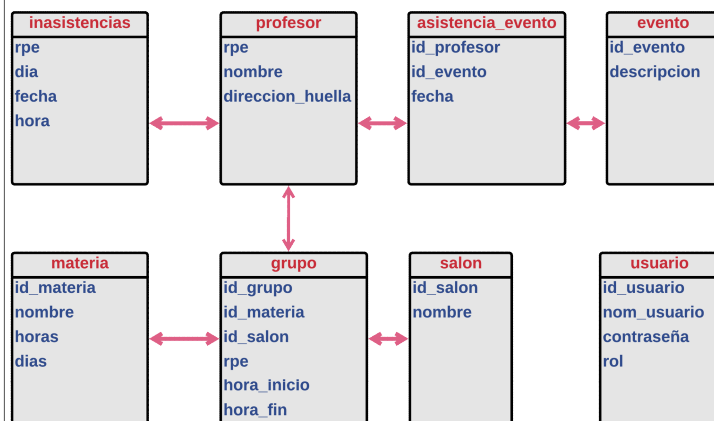 inasistencias
rpe
dia
fecha
hora
profesor
rpe
nombre
direccion_huella
asistencia_evento
id_profesor
id_evento
fecha
evento
id_evento
descripcion
materia
id_materia
nombre
horas
dias
grupo
id_grupo
id_materia
id_salon
rpe
hora_inicio
hora_fin
salon
id_salon
nombre
usuario
id_usuario
nom_usuario
contraseña
rol